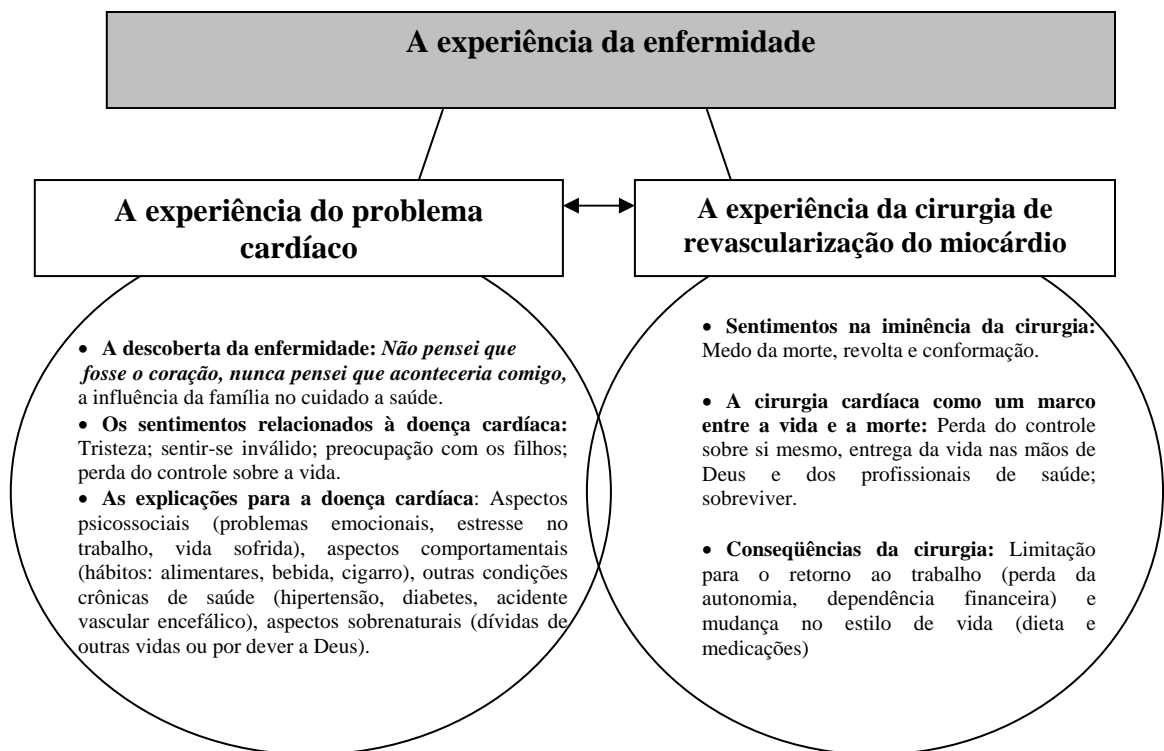 A experiência da enfermidade
A experiência do problema
cardíaco
A experiência da cirurgia de
revascularização do miocárdio
• A descoberta da enfermidade: Não pensei que
fosse o coração, nunca pensei que aconteceria comigo,
a influência da família no cuidado a saúde.
• Os sentimentos relacionados à doença cardíaca:
Tristeza; sentir-se inválido; preocupação com os filhos;
perda do controle sobre a vida.
• As explicações para a doença cardíaca: Aspectos
psicossociais (problemas emocionais, estresse no
trabalho, vida sofrida), aspectos comportamentais
(hábitos: alimentares, bebida, cigarro), outras condições
crônicas de saúde (hipertensão, diabetes, acidente
vascular encefálico), aspectos sobrenaturais (dívidas de
outras vidas ou por dever a Deus).
• Sentimentos na iminência da cirurgia:
Medo da morte, revolta e conformação.
• A cirurgia cardíaca como um marco
entre a vida e a morte: Perda do controle
sobre si mesmo, entrega da vida nas mãos de
Deus e dos profissionais de saúde;
sobreviver.
• Conseqüências da cirurgia: Limitação
para o retorno ao trabalho (perda da
autonomia, dependência financeira) e
mudança no estilo de vida (dieta e
medicações)